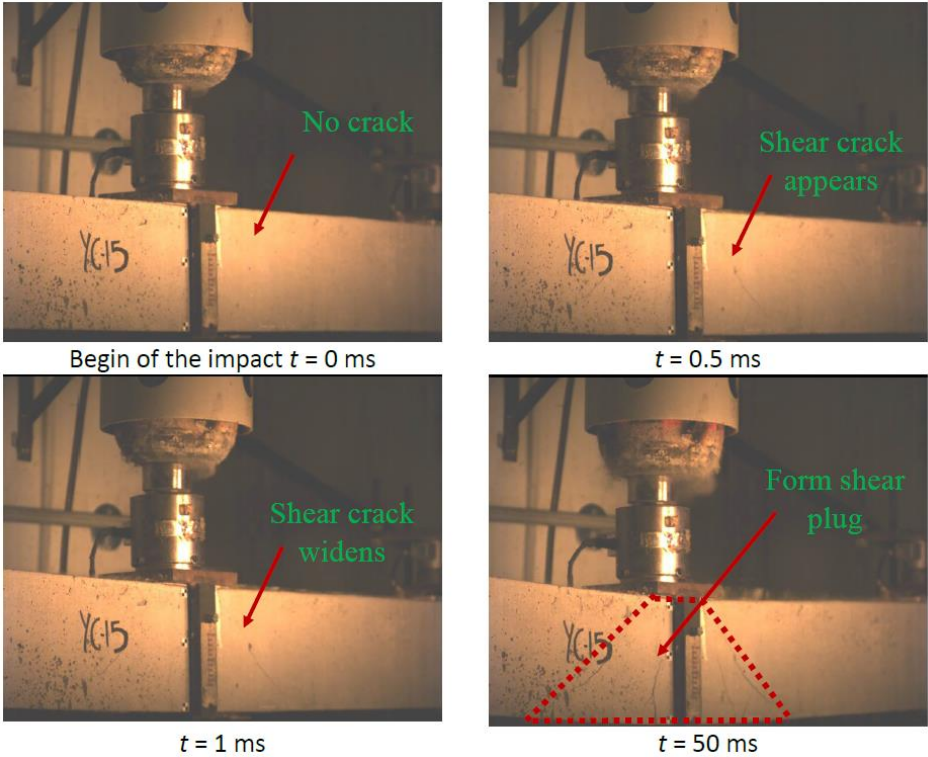 No crack
YC-15
Begin of the impact t = 0 ms
Shear crack
appears
YC-15
t = 0.5 ms
Shear crack
widens
YC-15
t = 1 ms
Form shear
plug
YC-15
t = 50 ms